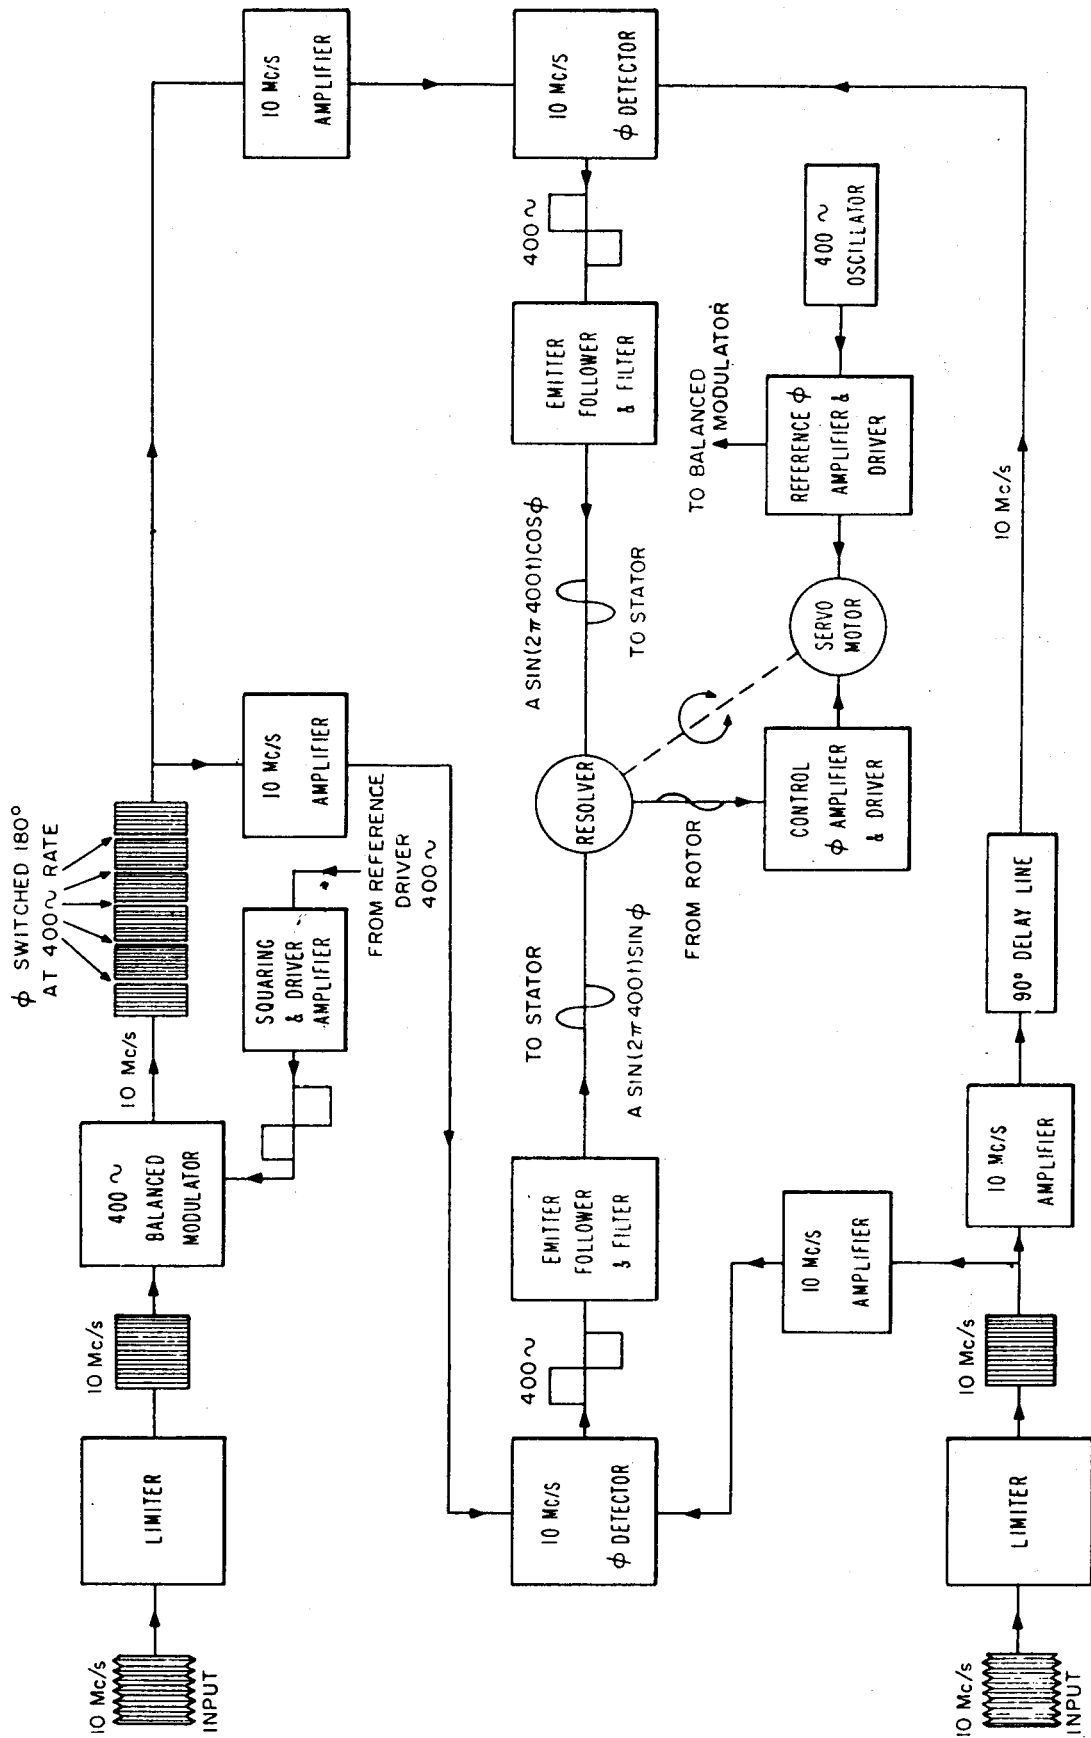 10 Mc/s
INPUT
LIMITER
10 Mc/s
400~
BALANCED
MODULATOR
10 Mc/s
ϕ SWITCHED 180°
AT 400~ RATE
SQUARING
& DRIVER
AMPLIFIER
FROM REFERENCE
DRIVER
400~
10 MC/S
AMPLIFIER
10 MC/S
AMPLIFIER
10 MC/S
ϕ DETECTOR
400~
EMITTER
FOLLOWER
& FILTER
TO STATOR
A SIN(2π400t)SIN ϕ
RESOLVER
A SIN(2π400t)COSϕ
TO STATOR
EMITTER
FOLLOWER
& FILTER
400~
10 MC/S
ϕ DETECTOR
FROM ROTOR
CONTROL
ϕ AMPLIFIER
& DRIVER
SERVO
MOTOR
TO BALANCED
MODULATOR
REFERENCE ϕ
AMPLIFIER &
DRIVER
400 ~
OSCILLATOR
10 MC/S
AMPLIFIER
10 Mc/s
INPUT
LIMITER
10 Mc/s
10 MC/S
AMPLIFIER
90° DELAY LINE
10 Mc/s